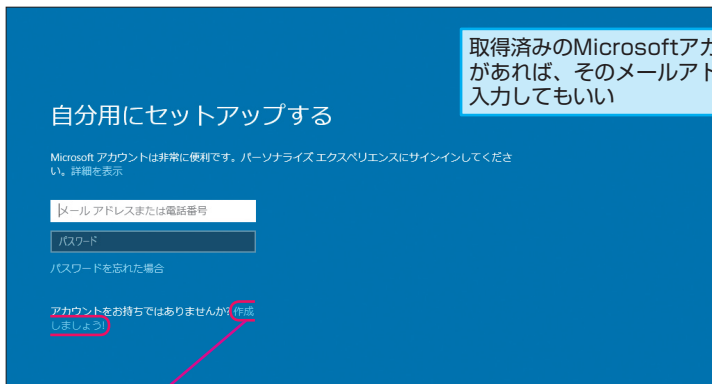 取得済みのMicrosoftアカ
があれば、そのメールアド
入力してもいい
自分用にセットアップする
Microsoft アカウントは非常に便利です。パーソナライズ エクスペリエンスにサインインしてくださ
い。詳細を表示
メール アドレスまたは電話番号
パスワード
パスワードを忘れた場合
アカウントをお持ちではありませんか?作成
しましょう!